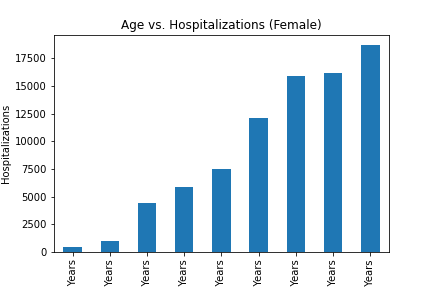 Age vs. Hospitalizations (Female)
Hospitalizations
17500
15000
12500
10000
7500
5000
2500
0
Years
Years
Years
Years
Years
Years
Years
Years
Years